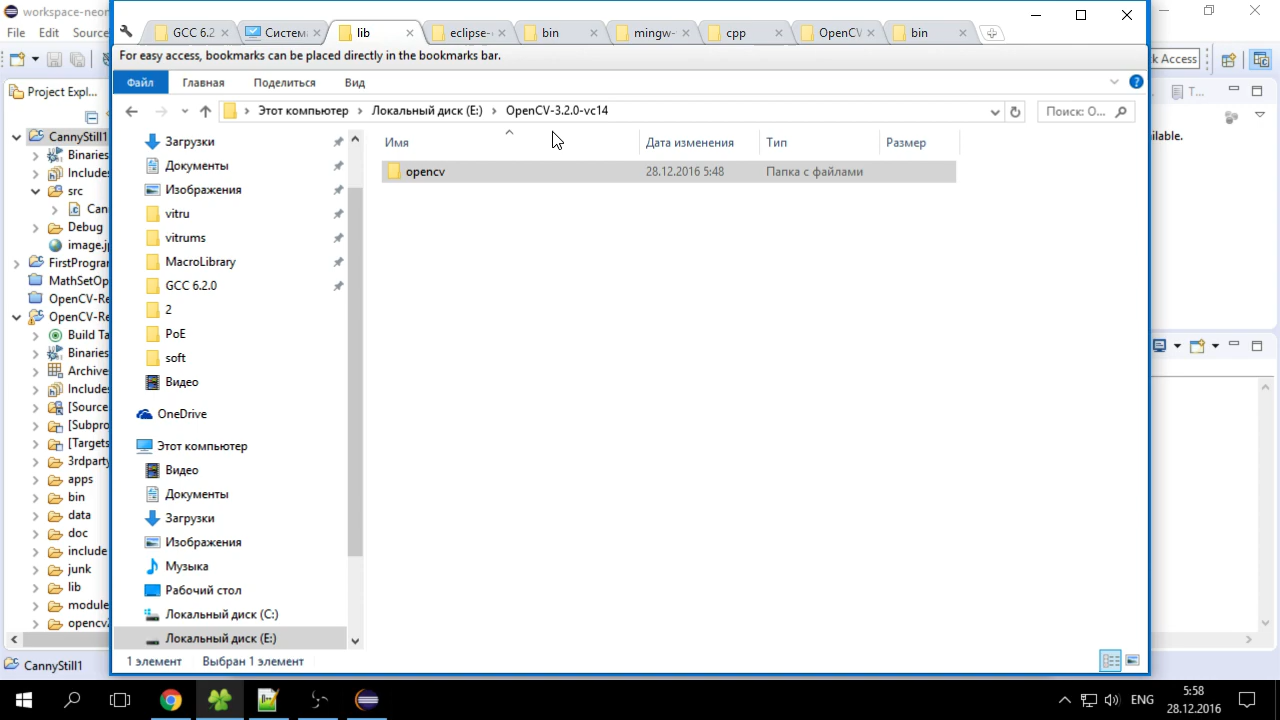 workspace-neon
File Edit Source
Project Expl...
CannyStill1
Binaries
Includes
src
Can
Debug
image.j
FirstProgram
MathSetOp
OpenCV-Re
OpenCV-Re
Build Ta
Binaries
Archive
Includes
[Source
[Subpro
[Targets
3rdparty
apps
bin
data
doc
include
junk
lib
module
opencv
CannyStill1
GCC 6.2
Систем
lib
eclipse-
bin
mingw-
cpp
OpenCV
bin
For easy access, bookmarks can be placed directly in the bookmarks bar.
Файл Главная Поделиться Вид
Этот компьютер > Локальный диск (E:) > OpenCV-3.2.0-vc14
Поиск: O...
Загрузки
Документы
Изображения
vitru
vitrums
MacroLibrary
GCC 6.2.0
2
PoE
soft
Видео
OneDrive
Этот компьютер
Видео
Документы
Загрузки
Изображения
Музыка
Рабочий стол
Локальный диск (C:)
Локальный диск (E:)
Имя Дата изменения Тип Размер
opencv 28.12.2016 5:48 Папка с файлами
1 элемент Выбран 1 элемент
k Access
T...
ilable.
ENG
5:58
28.12.2016